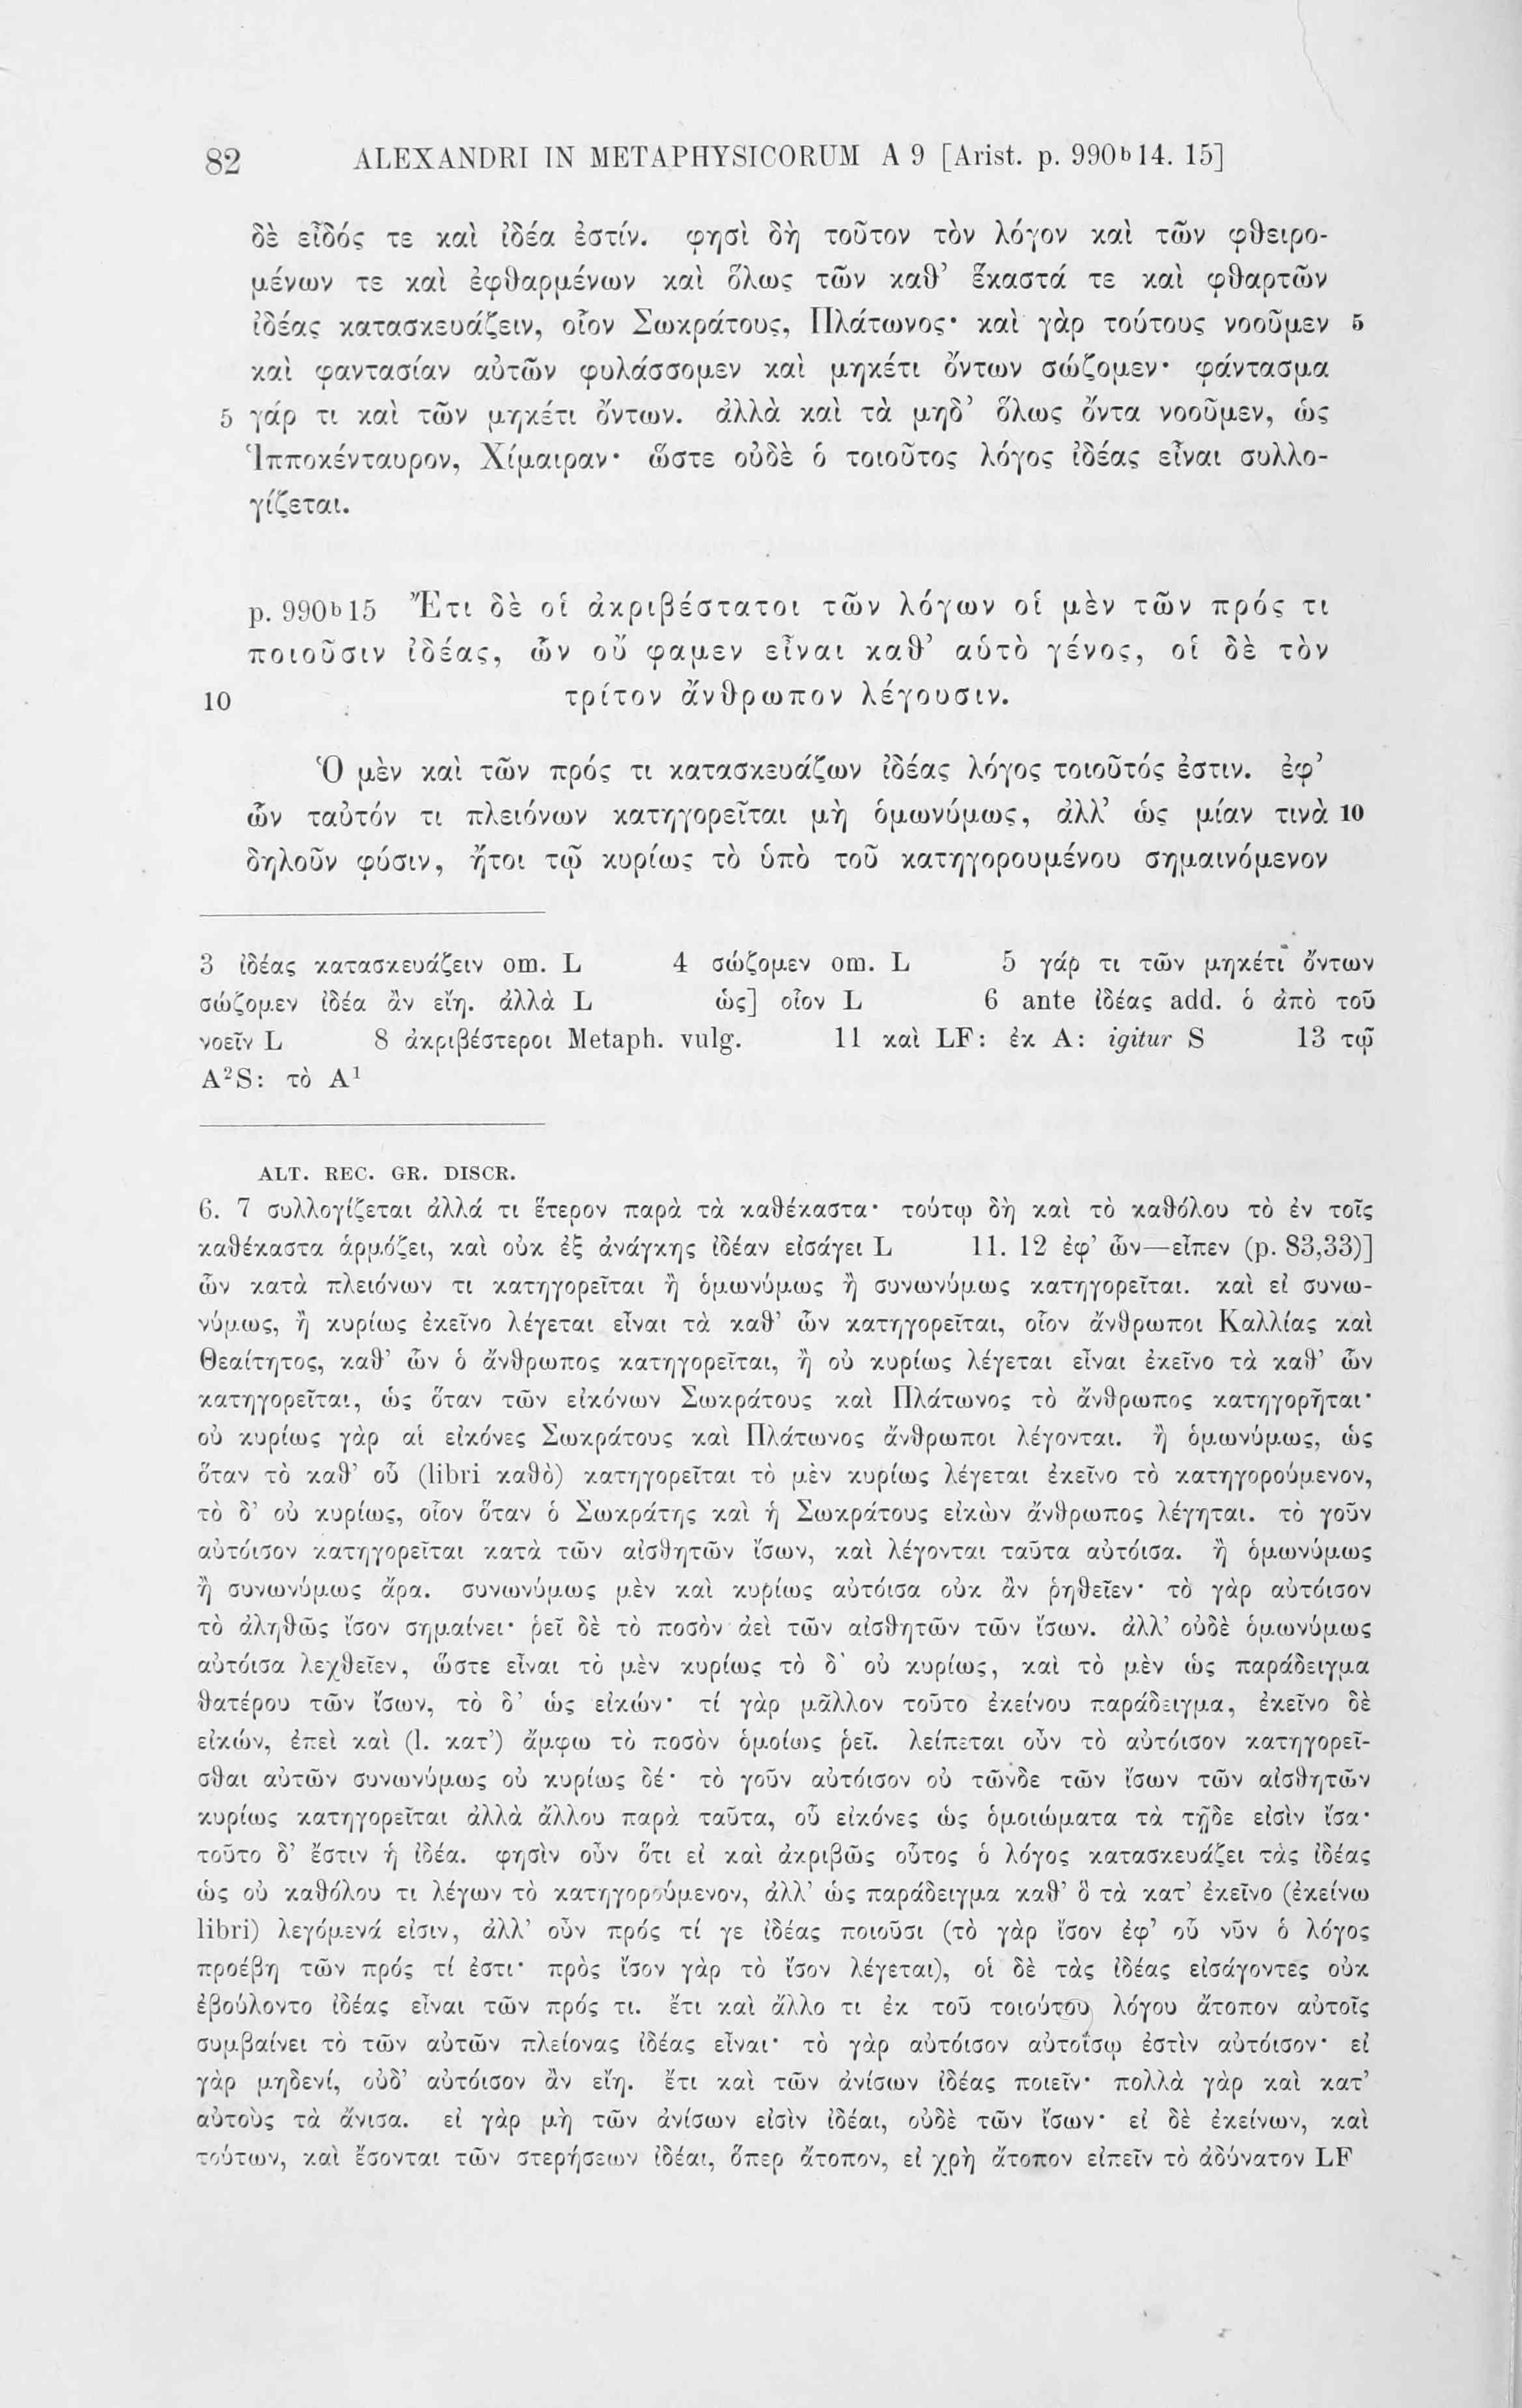 82 ALEXANDRI IN METAPHYSICORUM A 9 [Arist. p. 990b14. 15]
δὲ εἶδός τε καὶ ἰδέα ἐστίν. φησὶ δὴ τοῦτον τὸν λόγον καὶ τῶν φθειρο-
μένων τε καὶ ἐφθαρμένων καὶ ὅλως τῶν καθ’ ἕκαστά τε καὶ φθαρτῶν
ἰδέας κατασκευάζειν, οἷον Σωκράτους, Πλάτωνος· καὶ γὰρ τούτους νοοῦμεν 5
καὶ φαντασίαν αὐτῶν φυλάσσομεν καὶ μηκέτι ὄντων σώζομεν· φάντασμα
5 γάρ τι καὶ τῶν μηκέτι ὄντων. ἀλλὰ καὶ τὰ μηδ’ ὅλως ὄντα νοοῦμεν, ὡς
Ἱπποκένταυρον, Χίμαιραν· ὥστε οὐδὲ ὁ τοιοῦτος λόγος ἰδέας εἶναι συλλο-
γίζεται.
p. 990b15 Ἔτι δὲ οἱ ἀκριβέστατοι τῶν λόγων οἱ μὲν τῶν πρός τι
ποιοῦσιν ἰδέας, ὧν οὔ φαμεν εἶναι καθ’ αὑτὸ γένος, οἱ δὲ τὸν
10 τρίτον ἄνθρωπον λέγουσιν.
Ὁ μὲν καὶ τῶν πρός τι κατασκευάζων ἰδέας λόγος τοιοῦτός ἐστιν. ἐφ’
ὧν ταὐτόν τι πλειόνων κατηγορεῖται μὴ ὁμωνύμως, ἀλλ’ ὡς μίαν τινὰ 10
δηλοῦν φύσιν, ἤτοι τῷ κυρίως τὸ ὑπὸ τοῦ κατηγορουμένου σημαινόμενον
3 ἰδέας κατασκευάζειν om. L 4 σώζομεν om. L 5 γάρ τι τῶν μηκέτι ὄντων
σώζομεν ἰδέα ἂν εἴη. ἀλλὰ L ὡς] οἷον L 6 ante ἰδέας add. ὁ ἀπὸ τοῦ
νοεῖν L 8 ἀκριβέστεροι Metaph. vulg. 11 καὶ LF: ἐκ A: igitur S 13 τῷ
A²S: τὸ A¹
ALT. REC. GR. DISCR.
6. 7 συλλογίζεται ἀλλά τι ἕτερον παρὰ τὰ καθέκαστα· τούτῳ δὴ καὶ τὸ καθόλου τὸ ἐν τοῖς
καθέκαστα ἁρμόζει, καὶ οὐκ ἐξ ἀνάγκης ἰδέαν εἰσάγει L 11. 12 ἐφ’ ὧν—εἶπεν (p. 83,33)]
ὧν κατὰ πλειόνων τι κατηγορεῖται ἢ ὁμωνύμως ἢ συνωνύμως κατηγορεῖται. καὶ εἰ συνω-
νύμως, ἢ κυρίως ἐκεῖνο λέγεται εἶναι τὰ καθ’ ὧν κατηγορεῖται, οἷον ἄνθρωποι Καλλίας καὶ
Θεαίτητος, καθ’ ὧν ὁ ἄνθρωπος κατηγορεῖται, ἢ οὐ κυρίως λέγεται εἶναι ἐκεῖνο τὰ καθ’ ὧν
κατηγορεῖται, ὡς ὅταν τῶν εἰκόνων Σωκράτους καὶ Πλάτωνος τὸ ἄνθρωπος κατηγορῆται·
οὐ κυρίως γὰρ αἱ εἰκόνες Σωκράτους καὶ Πλάτωνος ἄνθρωποι λέγονται. ἢ ὁμωνύμως, ὡς
ὅταν τὸ καθ’ οὗ (libri καθὸ) κατηγορεῖται τὸ μὲν κυρίως λέγεται ἐκεῖνο τὸ κατηγορούμενον,
τὸ δ’ οὐ κυρίως, οἷον ὅταν ὁ Σωκράτης καὶ ἡ Σωκράτους εἰκὼν ἄνθρωπος λέγηται. τὸ γοῦν
αὐτόισον κατηγορεῖται κατὰ τῶν αἰσθητῶν ἴσων, καὶ λέγονται ταῦτα αὐτόισα. ἢ ὁμωνύμως
ἢ συνωνύμως ἄρα. συνωνύμως μὲν καὶ κυρίως αὐτόισα οὐκ ἂν ῥηθεῖεν· τὸ γὰρ αὐτόισον
τὸ ἀληθῶς ἴσον σημαίνει· ῥεῖ δὲ τὸ ποσὸν ἀεὶ τῶν αἰσθητῶν τῶν ἴσων. ἀλλ’ οὐδὲ ὁμωνύμως
αὐτόισα λεχθεῖεν, ὥστε εἶναι τὸ μὲν κυρίως τὸ δ’ οὐ κυρίως, καὶ τὸ μὲν ὡς παράδειγμα
θατέρου τῶν ἴσων, τὸ δ’ ὡς εἰκών· τί γὰρ μᾶλλον τοῦτο ἐκείνου παράδειγμα, ἐκεῖνο δὲ
εἰκών, ἐπεὶ καὶ (l. κατ’) ἄμφω τὸ ποσὸν ὁμοίως ῥεῖ. λείπεται οὖν τὸ αὐτόισον κατηγορεῖ-
σθαι αὐτῶν συνωνύμως οὐ κυρίως δέ· τὸ γοῦν αὐτόισον οὐ τῶνδε τῶν ἴσων τῶν αἰσθητῶν
κυρίως κατηγορεῖται ἀλλὰ ἄλλου παρὰ ταῦτα, οὗ εἰκόνες ὡς ὁμοιώματα τὰ τῇδε εἰσὶν ἴσα·
τοῦτο δ’ ἔστιν ἡ ἰδέα. φησὶν οὖν ὅτι εἰ καὶ ἀκριβῶς οὗτος ὁ λόγος κατασκευάζει τὰς ἰδέας
ὡς οὐ καθόλου τι λέγων τὸ κατηγορούμενον, ἀλλ’ ὡς παράδειγμα καθ’ ὃ τὰ κατ’ ἐκεῖνο (ἐκείνω
libri) λεγόμενά εἰσιν, ἀλλ’ οὖν πρός τί γε ἰδέας ποιοῦσι (τὸ γὰρ ἴσον ἐφ’ οὗ νῦν ὁ λόγος
προέβη τῶν πρός τί ἐστι· πρὸς ἴσον γὰρ τὸ ἴσον λέγεται), οἱ δὲ τὰς ἰδέας εἰσάγοντες οὐκ
ἐβούλοντο ἰδέας εἶναι τῶν πρός τι. ἔτι καὶ ἄλλο τι ἐκ τοῦ τοιούτου λόγου ἄτοπον αὐτοῖς
συμβαίνει τὸ τῶν αὐτῶν πλείονας ἰδέας εἶναι· τὸ γὰρ αὐτόισον αὐτοΐσῳ ἐστὶν αὐτόισον· εἰ
γὰρ μηδενί, οὐδ’ αὐτόισον ἂν εἴη. ἔτι καὶ τῶν ἀνίσων ἰδέας ποιεῖν· πολλὰ γὰρ καὶ κατ’
αὐτοὺς τὰ ἄνισα. εἰ γὰρ μὴ τῶν ἀνίσων εἰσὶν ἰδέαι, οὐδὲ τῶν ἴσων· εἰ δὲ ἐκείνων, καὶ
τούτων, καὶ ἔσονται τῶν στερήσεων ἰδέαι, ὅπερ ἄτοπον, εἰ χρὴ ἄτοπον εἰπεῖν τὸ ἀδύνατον LF